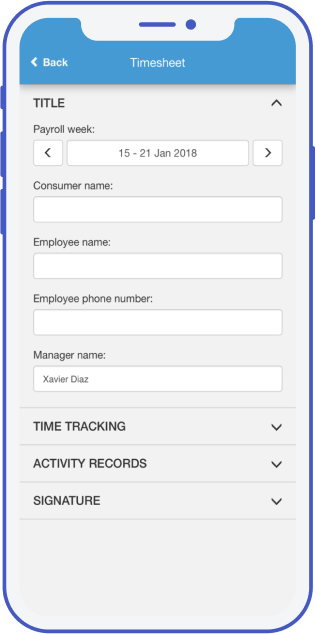 Back
Timesheet
TITLE
Payroll week:
15 - 21 Jan 2018
Consumer name:
Employee name:
Employee phone number:
Manager name:
Xavier Diaz
TIME TRACKING
ACTIVITY RECORDS
SIGNATURE